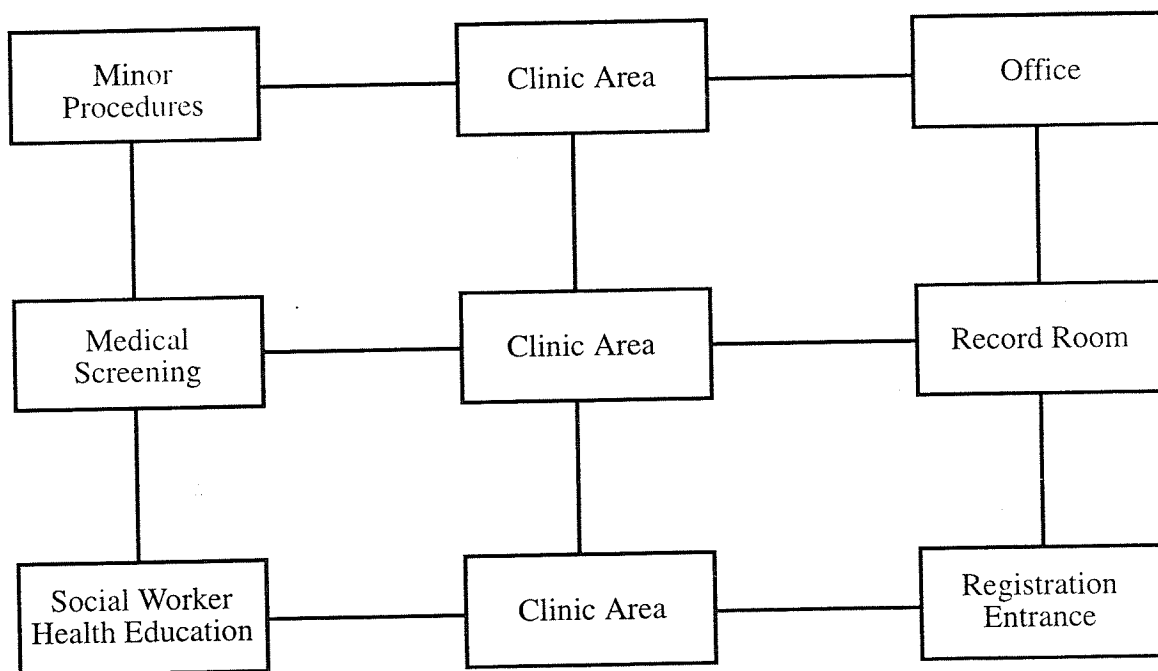 Minor
Procedures
Clinic Area
Office
Medical
Screening
Clinic Area
Record Room
Social Worker
Health Education
Clinic Area
Registration
Entrance